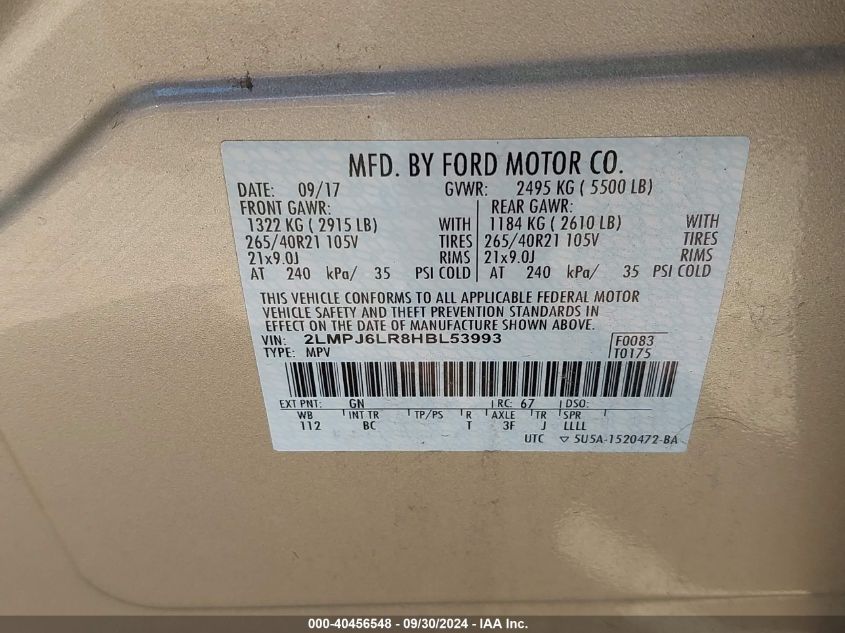 MFD. BY FORD MOTOR CO.
DATE: 09/17 GVWR: 2495 KG ( 5500 LB)
FRONT GAWR: REAR GAWR:
1322 KG ( 2915 LB) WITH 1184 KG ( 2610 LB) WITH
265/40R21 105V TIRES 265/40R21 105V TIRES
21x9.0J RIMS 21x9.0J RIMS
AT 240 kPa/ 35 PSI COLD AT 240 kPa/ 35 PSI COLD
THIS VEHICLE CONFORMS TO ALL APPLICABLE FEDERAL MOTOR
VEHICLE SAFETY AND THEFT PREVENTION STANDARDS IN
EFFECT ON THE DATE OF MANUFACTURE SHOWN ABOVE.
VIN: 2LMPJ6LR8HBL53993 F0083
TYPE: MPV T0175
EXT PNT: GN RC: 67 DSO:
WB INT TR TP/PS R AXLE TR SPR
112 BC T 3F J LLLL
UTC ▽ 5U5A-1520472-BA
000-40456548 - 09/30/2024 - IAA Inc.